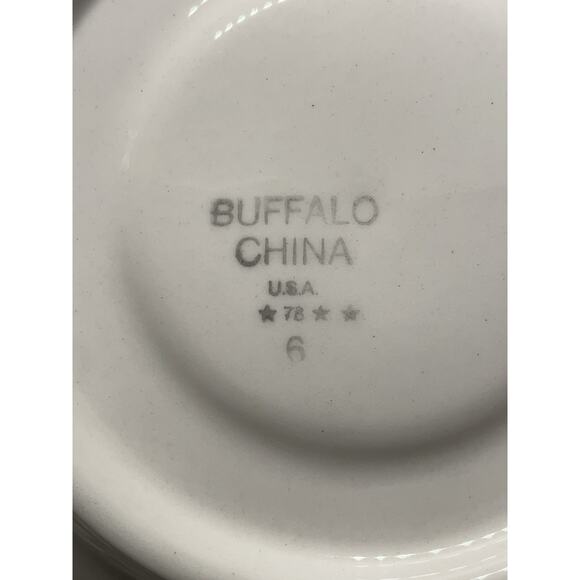 BUFFALO
CHINA
U.S.A.
★ 78 ★ ★
6